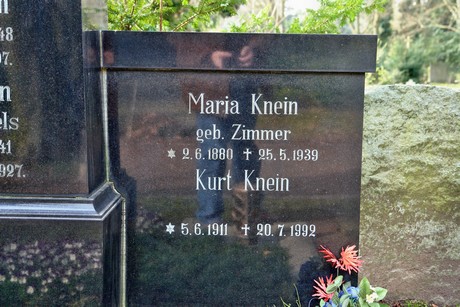 Maria Knein
geb. Zimmer
* 2.6.1880 † 25.5.1939
Kurt Knein
* 5.6.1911 † 20.7.1992